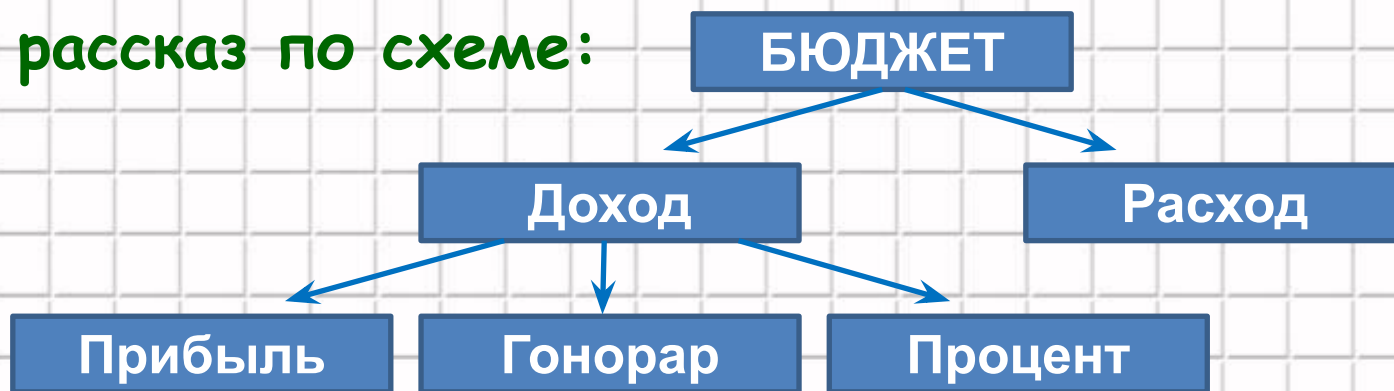 рассказ по схеме:
БЮДЖЕТ
Доход
Расход
Прибыль
Гонорар
Процент